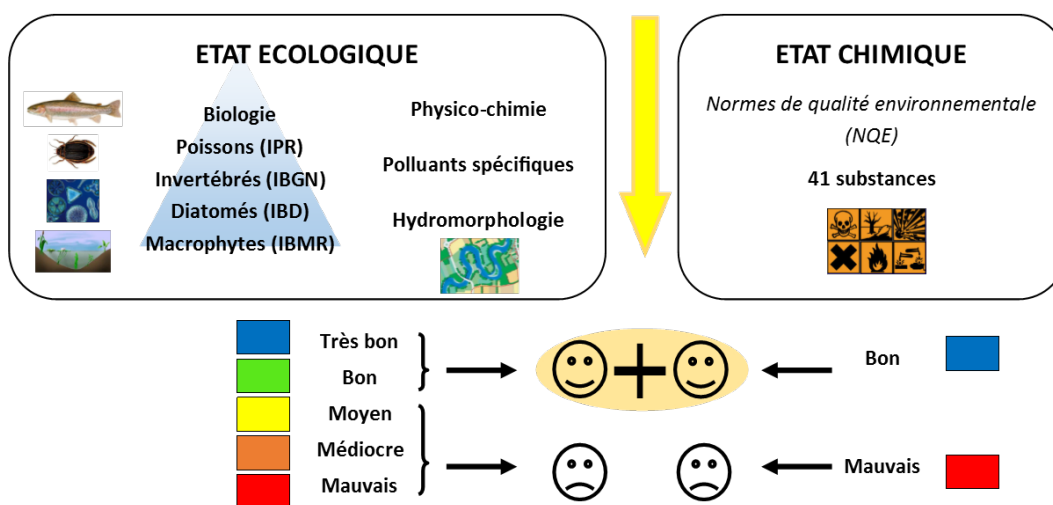 ETAT ECOLOGIQUE
Biologie
Poissons (IPR)
Invertébrés (IBGN)
Diatomés (IBD)
Macrophytes (IBMR)
Physico-chimie
Polluants spécifiques
Hydromorphologie
ETAT CHIMIQUE
Normes de qualité environnementale
(NQE)
41 substances
Très bon
Bon
Moyen
Médiocre
Mauvais
Bon
Mauvais